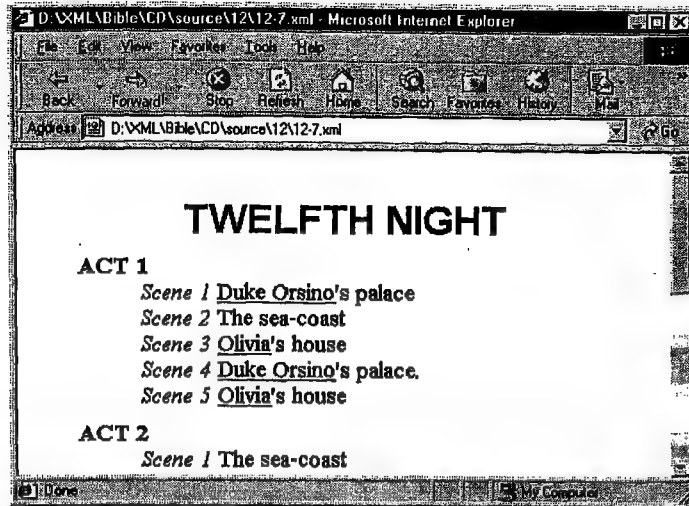 D:\XML\Bible\CD\source\12\12-7.xml - Microsoft Internet Explorer
File Edit View Favorites Tools Help
Back Forward Stop Refresh Home Search Favorites History Mail
Address D:\XML\Bible\CD\source\12\12-7.xml Go
TWELFTH NIGHT
ACT 1
Scene 1 Duke Orsino's palace
Scene 2 The sea-coast
Scene 3 Olivia's house
Scene 4 Duke Orsino's palace.
Scene 5 Olivia's house
ACT 2
Scene 1 The sea-coast
Done My Computer